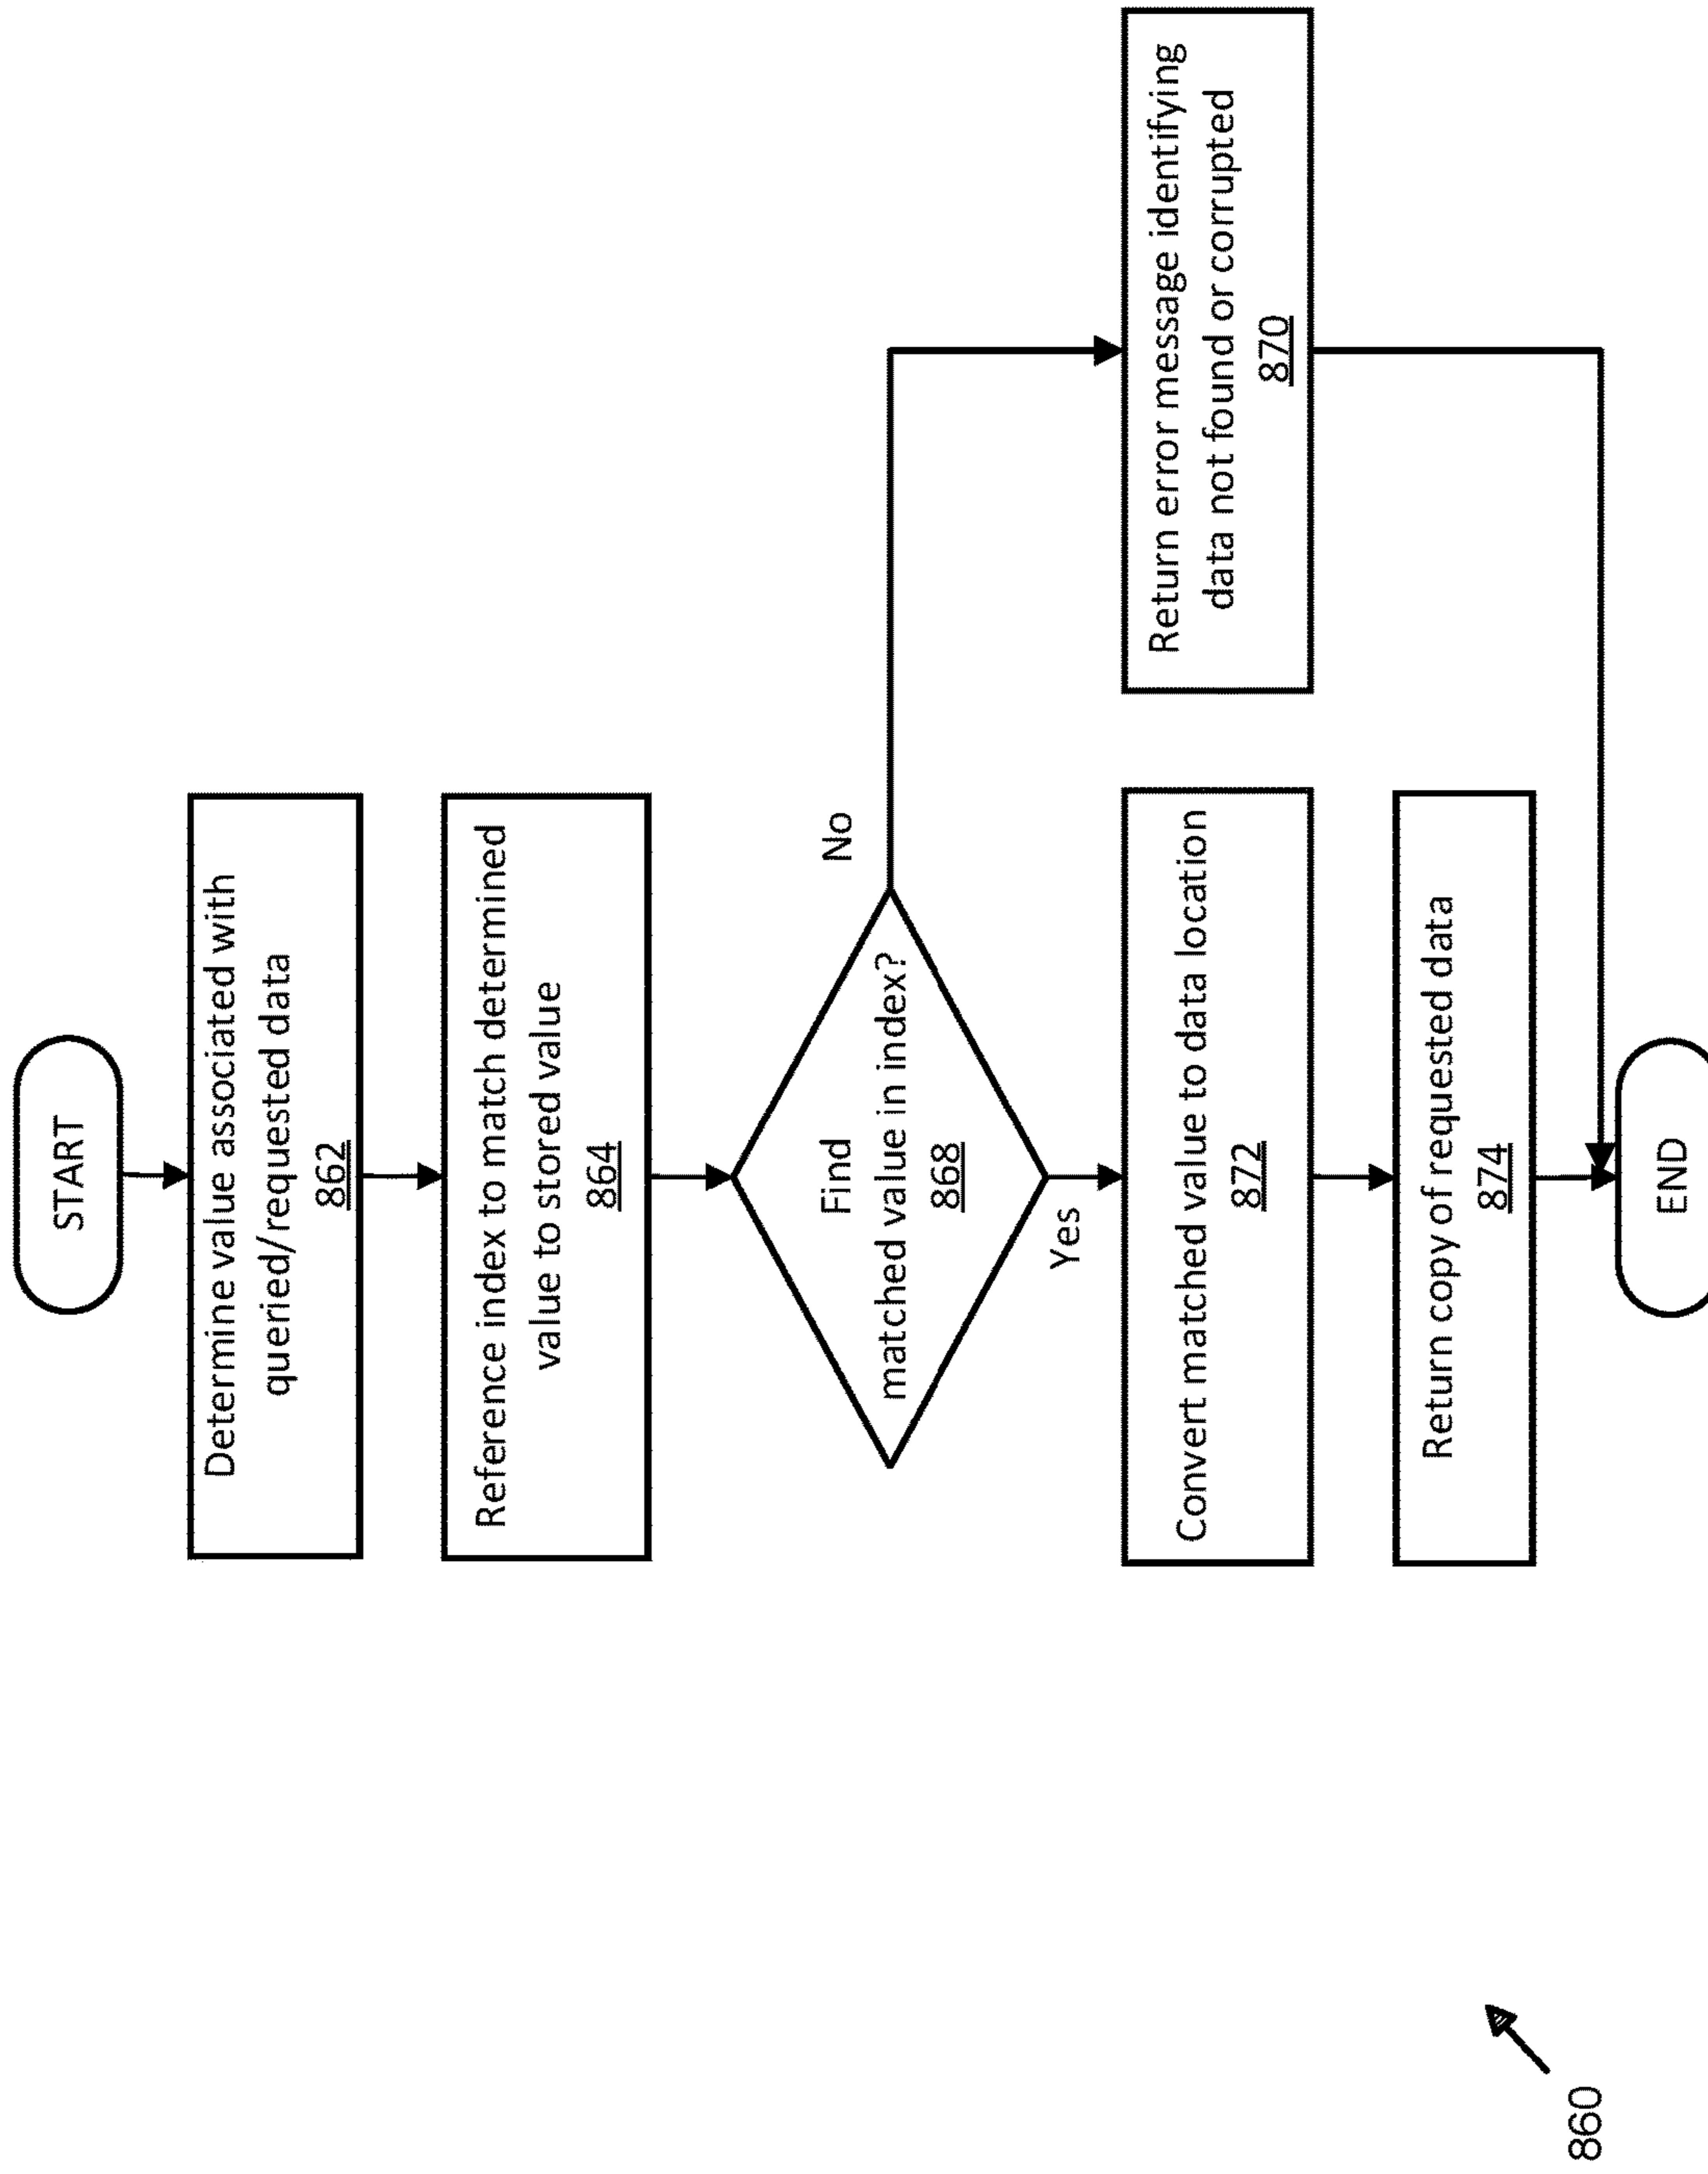 START
Determine value associated with
queried/requested data
862
Reference index to match determined
value to stored value
864
Find
matched value in index?
868
No
Yes
Return error message identifying
data not found or corrupted
870
Convert matched value to data location
872
Return copy of requested data
874
END
860